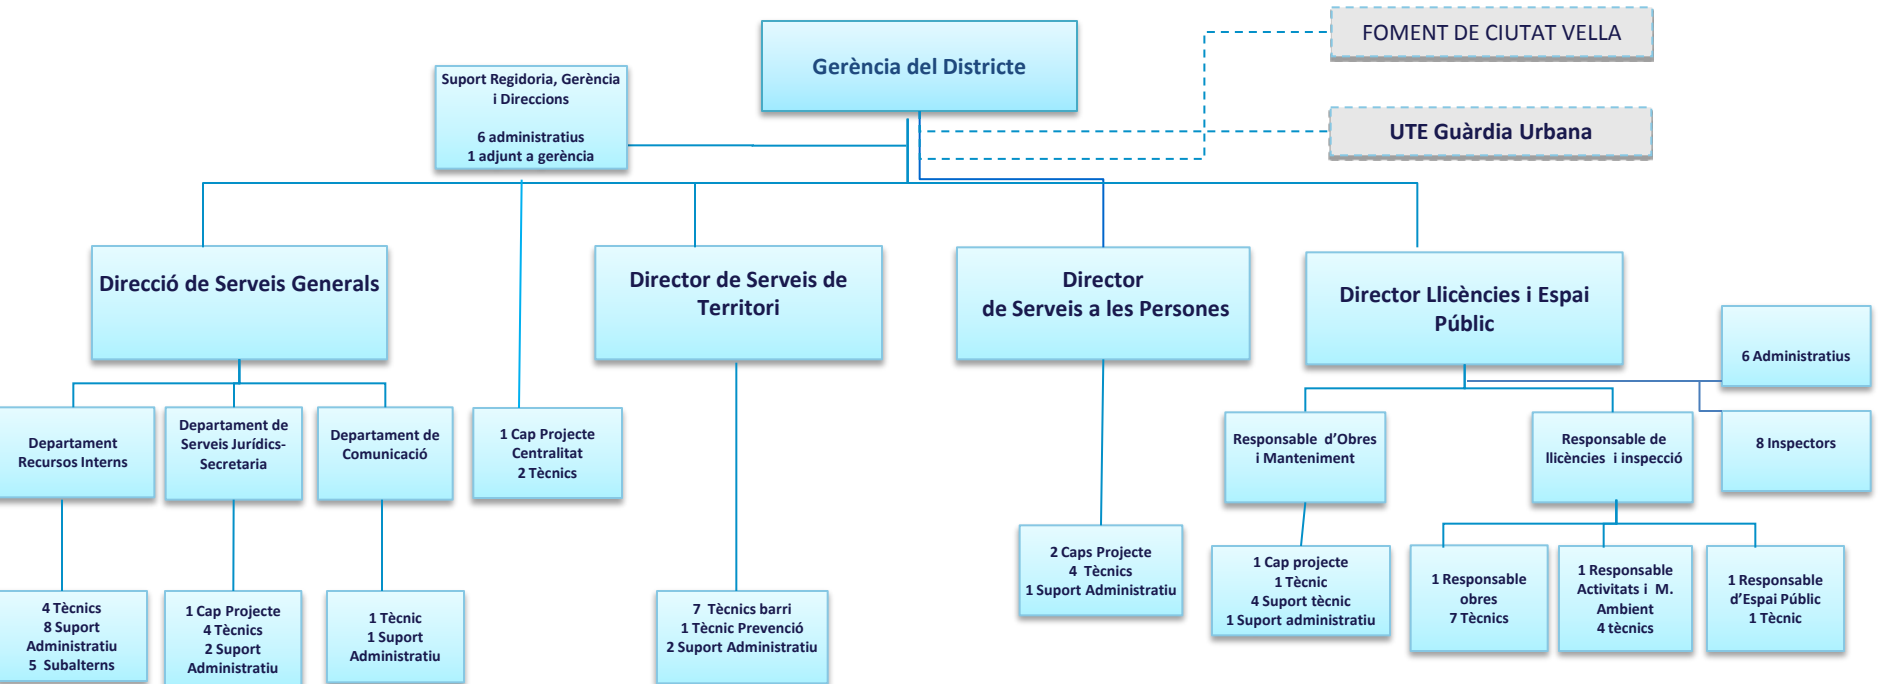 FOMENT DE CIUTAT VELLA
Gerència del Districte
Suport Regidoria, Gerència
i Direccions
6 administratius
1 adjunt a gerència
UTE Guàrdia Urbana
Direcció de Serveis Generals
Director de Serveis de
Territori
Director
de Serveis a les Persones
Director Llicències i Espai
Públic
6 Administratius
8 Inspectors
Departament
Recursos Interns
Departament de
Serveis Jurídics-
Secretaria
Departament de
Comunicació
1 Cap Projecte
Centralitat
2 Tècnics
Responsable d’Obres
i Manteniment
Responsable de
llicències i inspecció
4 Tècnics
8 Suport
Administratiu
5 Subalterns
1 Cap Projecte
4 Tècnics
2 Suport
Administratiu
1 Tècnic
1 Suport
Administratiu
7 Tècnics barri
1 Tècnic Prevenció
2 Suport Administratiu
2 Caps Projecte
4 Tècnics
1 Suport Administratiu
1 Cap projecte
1 Tècnic
4 Suport tècnic
1 Suport administratiu
1 Responsable
obres
7 Tècnics
1 Responsable
Activitats i M.
Ambient
4 tècnics
1 Responsable
d’Espai Públic
1 Tècnic